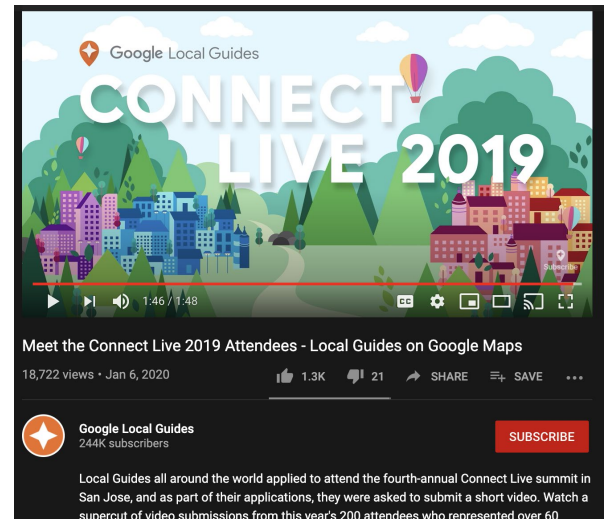 Google Local Guides
CONNECT
LIVE 2019
Subscribe
1:46 / 1:48
CC
Meet the Connect Live 2019 Attendees - Local Guides on Google Maps
18,722 views • Jan 6, 2020
1.3K
21
SHARE
SAVE
Google Local Guides
244K subscribers
SUBSCRIBE
Local Guides all around the world applied to attend the fourth-annual Connect Live summit in
San Jose, and as part of their applications, they were asked to submit a short video. Watch a
supercut of video submissions from this year's 200 attendees who represented over 60